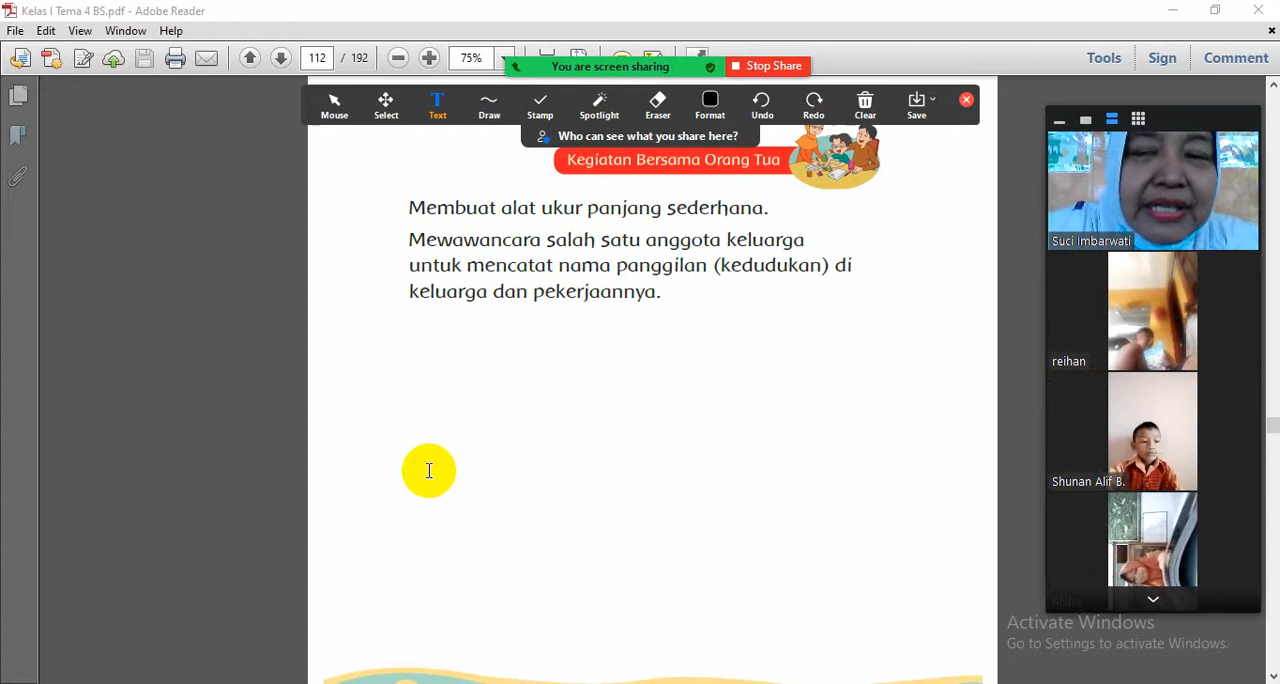 Kelas I Tema 4 BS.pdf - Adobe Reader
File Edit View Window Help
112 / 192 75% Tools Sign Comment
You are screen sharing Stop Share
Mouse Select Text Draw Stamp Spotlight Eraser Format Undo Redo Clear Save
Who can see what you share here?
Kegiatan Bersama Orang Tua
Membuat alat ukur panjang sederhana.
Mewawancara salah satu anggota keluarga
untuk mencatat nama panggilan (kedudukan) di
keluarga dan pekerjaannya.
Suci Imbarwati
reihan
Shunan Alif B.
Activate Windows
Go to Settings to activate Windows.